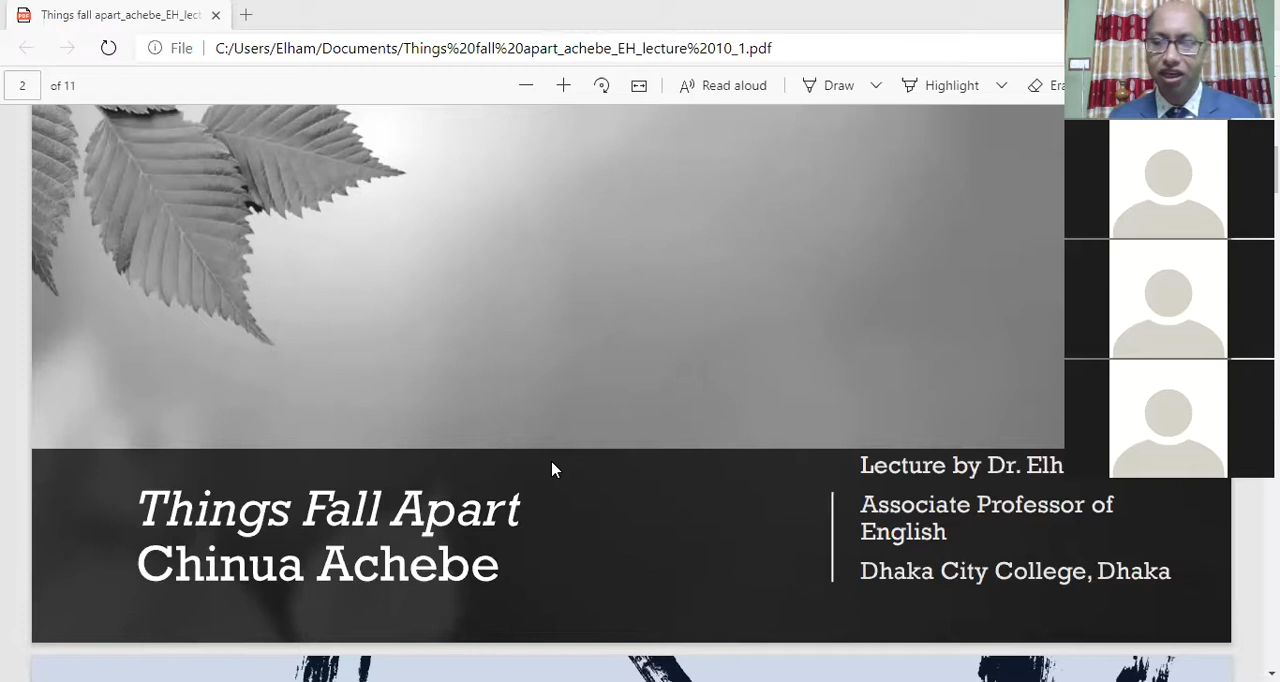 Things fall apart_achebe_EH_lect
File
C:/Users/Elham/Documents/Things%20fall%20apart_achebe_EH_lecture%2010_1.pdf
2 of 11
Read aloud
Draw
Highlight
Era
Things Fall Apart
Chinua Achebe
Lecture by Dr. Elh
Associate Professor of
English
Dhaka City College, Dhaka